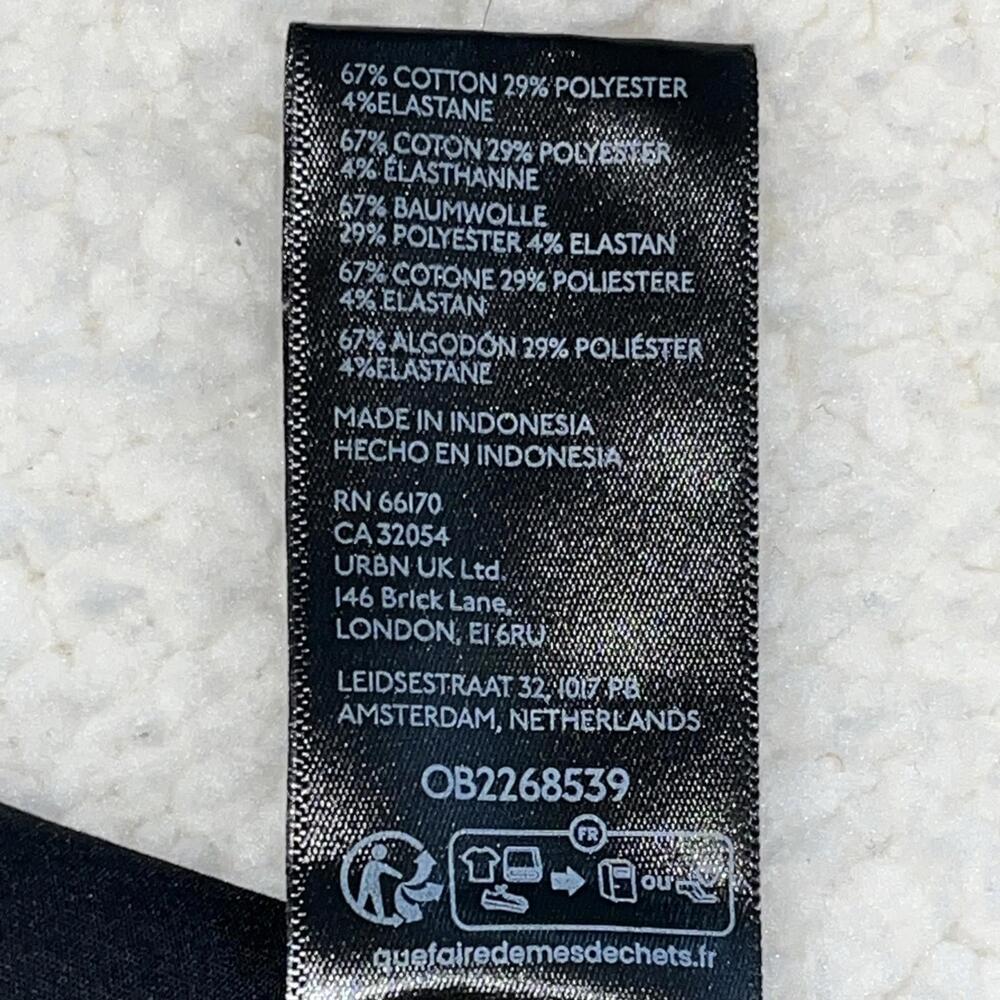 67% COTTON 29% POLYESTER
4%ELASTANE
67% COTON 29% POLYESTER
4% ÉLASTHANNE
67% BAUMWOLLE
29% POLYESTER 4% ELASTAN
67% COTONE 29% POLIESTERE
4% ELASTAN
67% ALGODÓN 29% POLIÉSTER
4%ELASTANE
MADE IN INDONESIA
HECHO EN INDONESIA
RN 66170
CA 32054
URBN UK Ltd.
146 Brick Lane,
LONDON, E1 6RU
LEIDSESTRAAT 32, 1017 PB
AMSTERDAM, NETHERLANDS
OB2268539
FR
ou
quefairedemesdechets.fr